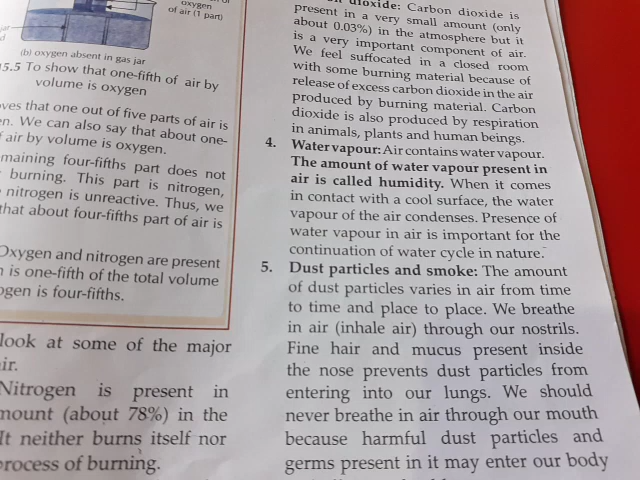 oxygen
of air (1 part)
(b) oxygen absent in gas jar
15.5 To show that one-fifth of air by
volume is oxygen
that one out of five parts of air is
We can also say that about one-
air by volume is oxygen.
four-fifths part does not
burning. This part is nitrogen,
nitrogen is unreactive. Thus, we
that about four-fifths part of air is
Oxygen and nitrogen are present
is one-fifth of the total volume
is four-fifths.
look at some of the major
Nitrogen is present in
(about 78%) in the
It neither burns itself nor
process of burning.
dioxide: Carbon dioxide is
present in a very small amount (only
about 0.03%) in the atmosphere but it
is a very important component of air.
We feel suffocated in a closed room
with some burning material because of
release of excess carbon dioxide in the air
produced by burning material. Carbon
dioxide is also produced by respiration
in animals, plants and human beings.
4. Water vapour: Air contains water vapour.
The amount of water vapour present in
air is called humidity. When it comes
in contact with a cool surface, the water
vapour of the air condenses. Presence of
water vapour in air is important for the
continuation of water cycle in nature.
5. Dust particles and smoke: The amount
of dust particles varies in air from time
to time and place to place. We breathe
in air (inhale air) through our nostrils.
Fine hair and mucus present inside
the nose prevents dust particles from
entering into our lungs. We should
never breathe in air through our mouth
because harmful dust particles and
germs present in it may enter our body